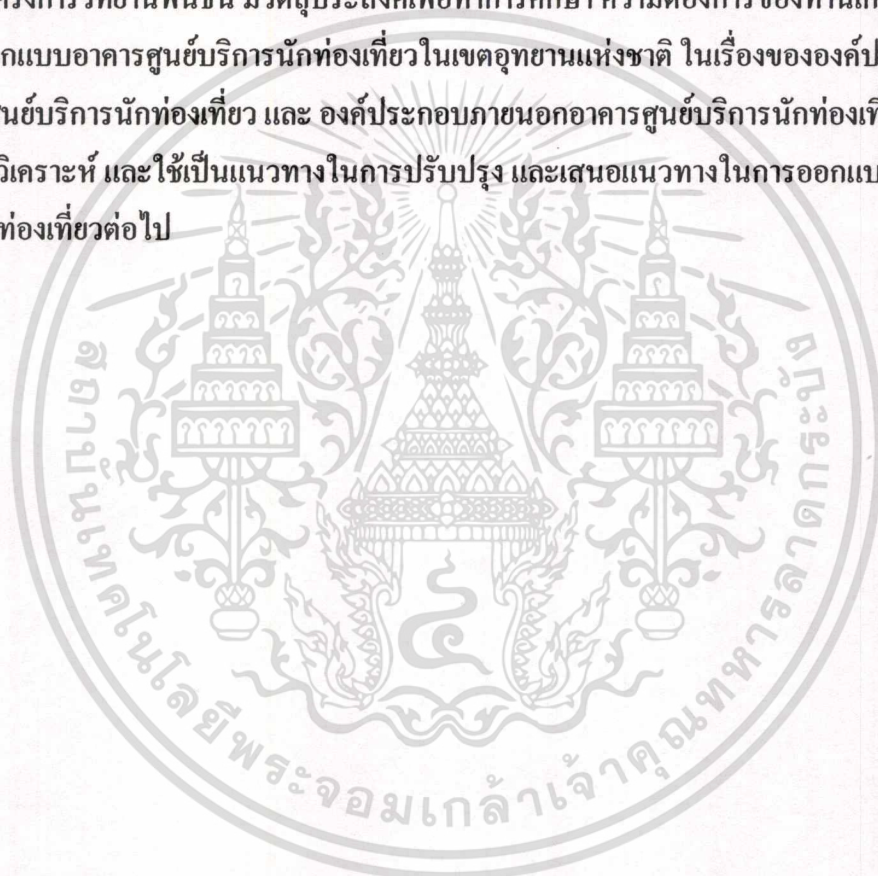 ครงการวิทยานิพนธ์นี้ มีวัตถุประสงค์เพื่อทำการศึกษา ความต้องการของท่านเกี่
กแบบอาคารศูนย์บริการนักท่องเที่ยวในเขตอุทยานแห่งชาติ ในเรื่องขององค์ป
ศูนย์บริการนักท่องเที่ยว และ องค์ประกอบภายนอกอาคารศูนย์บริการนักท่องเที
วิเคราะห์ และใช้เป็นแนวทางในการปรับปรุง และเสนอแนวทางในการออกแบ
ท่องเที่ยวต่อไป
สถาบันเทคโนโลยีพระจอมเกล้าเจ้าคุณทหารลาดกระบัง